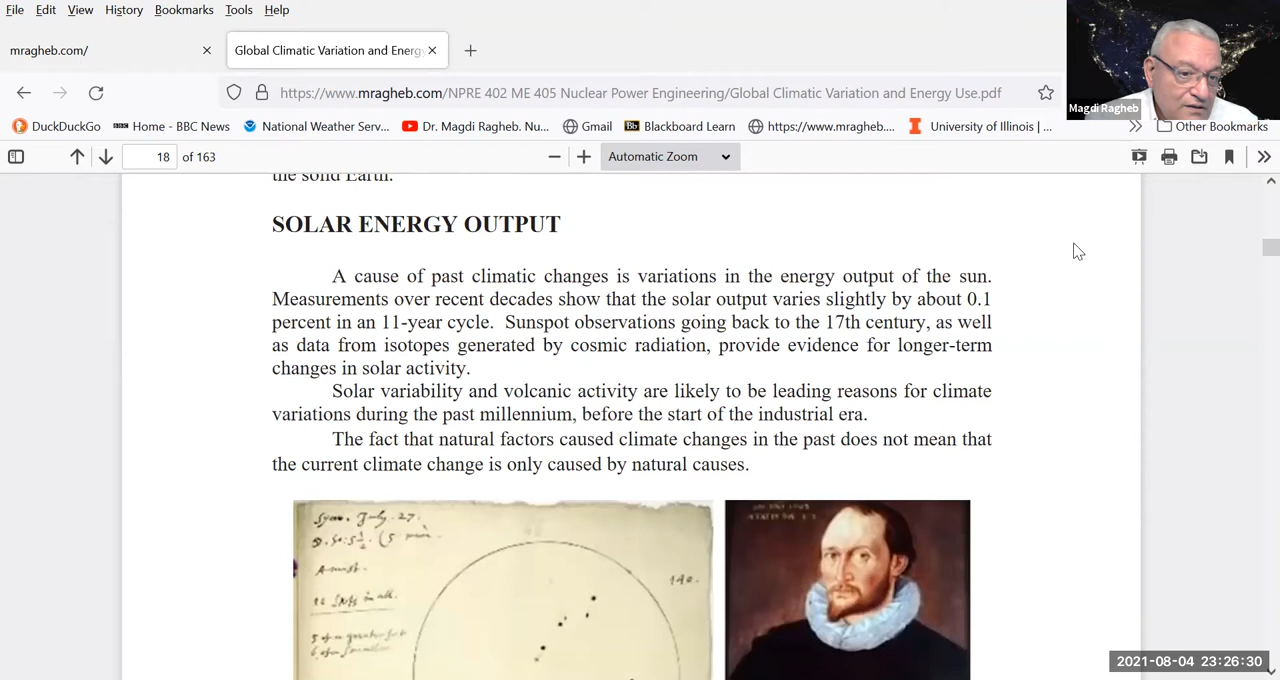 File Edit View History Bookmarks Tools Help
mragheb.com/
Global Climatic Variation and Energ
https://www.mragheb.com/NPRE 402 ME 405 Nuclear Power Engineering/Global Climatic Variation and Energy Use.pdf
Magdi Ragheb
DuckDuckGo BBC Home - BBC News National Weather Serv... Dr. Magdi Ragheb. Nu... Gmail Bb Blackboard Learn https://www.mragheb.... I University of Illinois |... Other Bookmarks
18 of 163 Automatic Zoom
the solid Earth.
SOLAR ENERGY OUTPUT
A cause of past climatic changes is variations in the energy output of the sun.
Measurements over recent decades show that the solar output varies slightly by about 0.1
percent in an 11-year cycle. Sunspot observations going back to the 17th century, as well
as data from isotopes generated by cosmic radiation, provide evidence for longer-term
changes in solar activity.
Solar variability and volcanic activity are likely to be leading reasons for climate
variations during the past millennium, before the start of the industrial era.
The fact that natural factors caused climate changes in the past does not mean that
the current climate change is only caused by natural causes.
July. 27.
A mist.
in all.
140.
2021-08-04 23:26:30